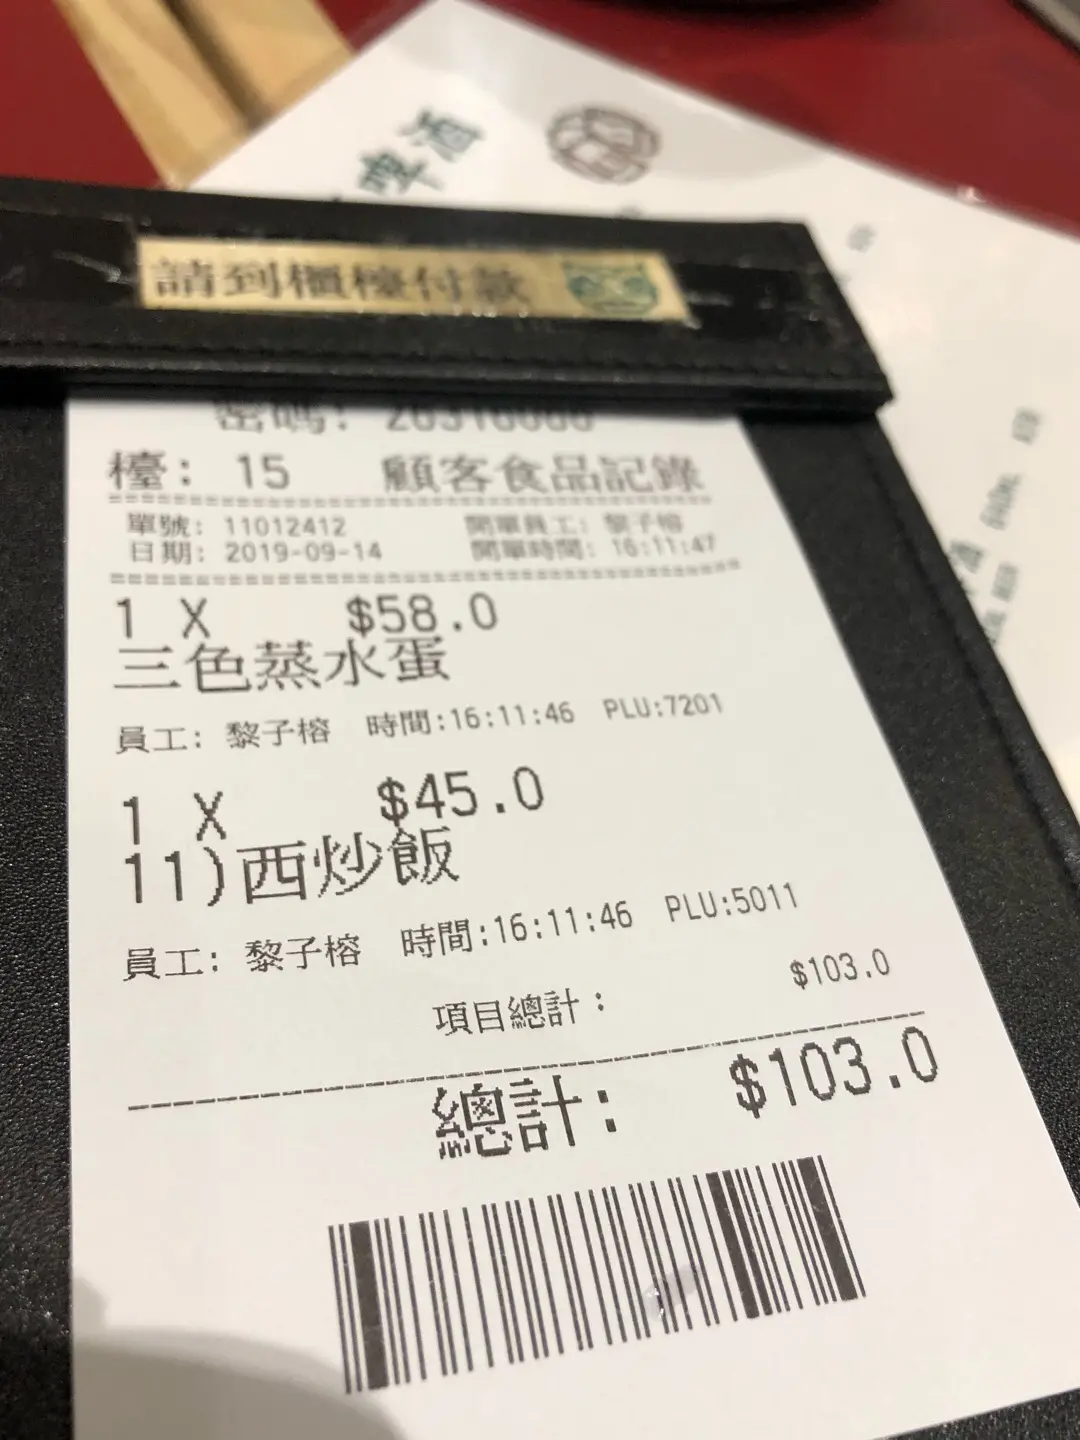 啤酒
請到櫃檯付款
密碼:
檯: 15 顧客食品記錄
單號: 11012412 開單員工: 黎子榕
日期: 2019-09-14 開單時間: 16:11:47
1 X $58.0
三色蒸水蛋
員工: 黎子榕 時間:16:11:46 PLU:7201
1 X $45.0
11)西炒飯
員工: 黎子榕 時間:16:11:46 PLU:5011
項目總計： $103.0
總計: $103.0